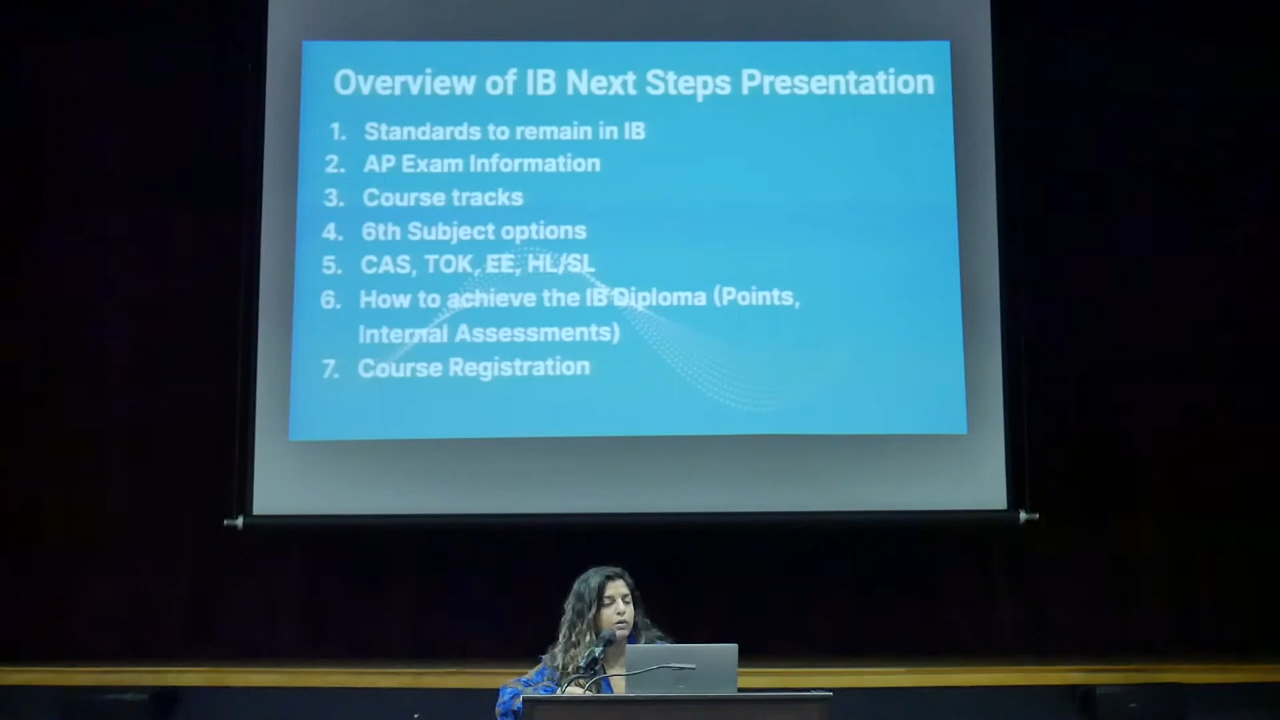 Overview of IB Next Steps Presentation
1. Standards to remain in IB
2. AP Exam Information
3. Course tracks
4. 6th Subject options
5. CAS, TOK, EE, HL/SL
6. How to achieve the IB Diploma (Points,
Internal Assessments)
7. Course Registration